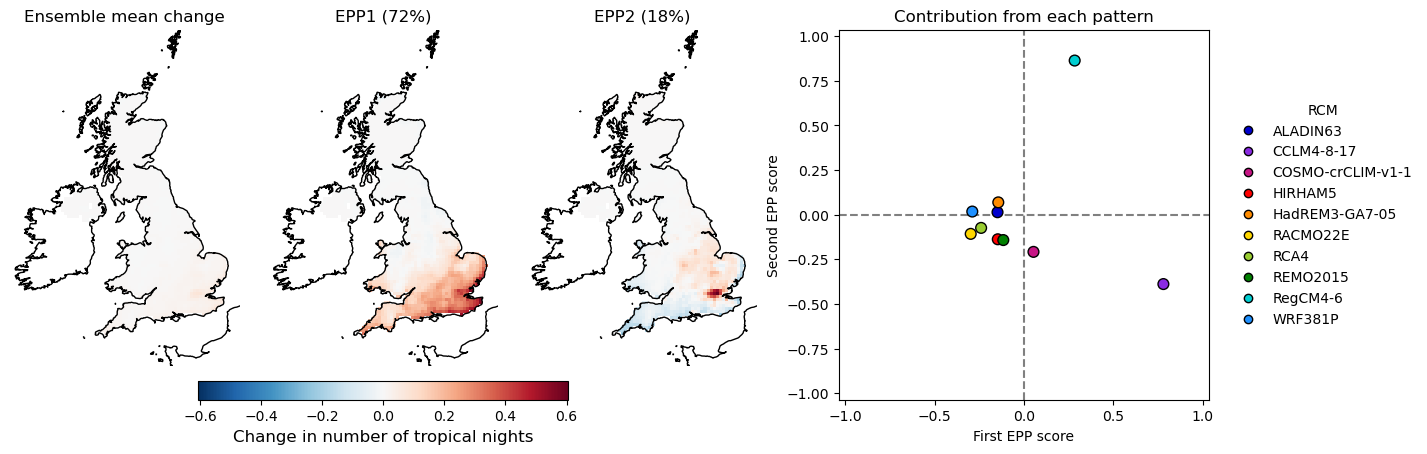 Ensemble mean change
EPP1 (72%)
EPP2 (18%)
−0.6 −0.4 −0.2 0.0 0.2 0.4 0.6
Change in number of tropical nights
Contribution from each pattern
Second EPP score
1.00
0.75
0.50
0.25
0.00
−0.25
−0.50
−0.75
−1.00
−1.0 −0.5 0.0 0.5 1.0
First EPP score
RCM
ALADIN63
CCLM4-8-17
COSMO-crCLIM-v1-1
HIRHAM5
HadREM3-GA7-05
RACMO22E
RCA4
REMO2015
RegCM4-6
WRF381P